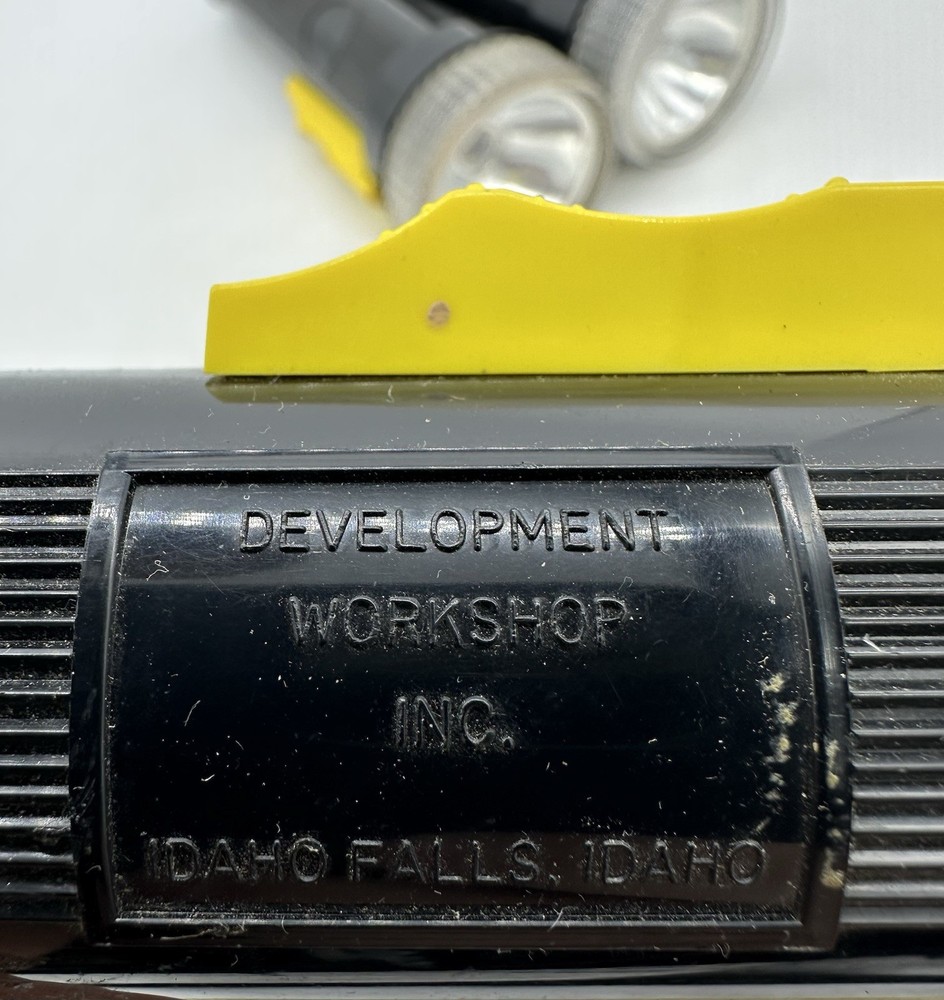 DEVELOPMENT
WORKSHOP
INC.
IDAHO FALLS, IDAHO